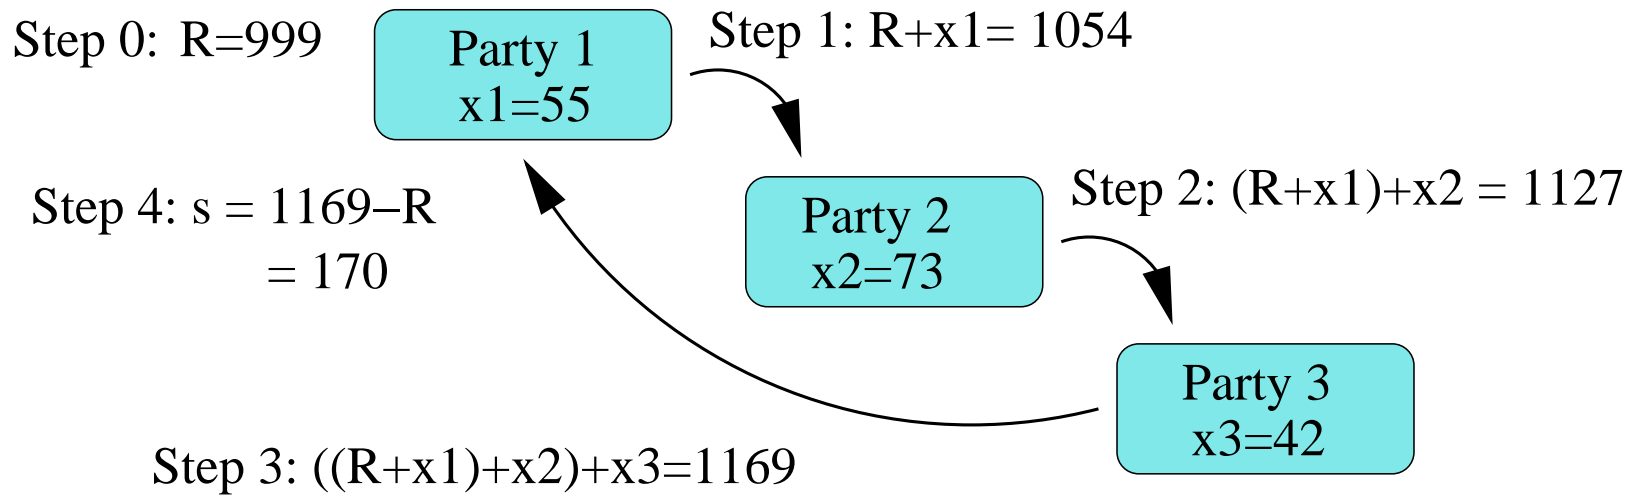 Step 0: R=999
Party 1
x1=55
Step 1: R+x1= 1054
Step 4: s = 1169–R
= 170
Party 2
x2=73
Step 2: (R+x1)+x2 = 1127
Party 3
x3=42
Step 3: ((R+x1)+x2)+x3=1169